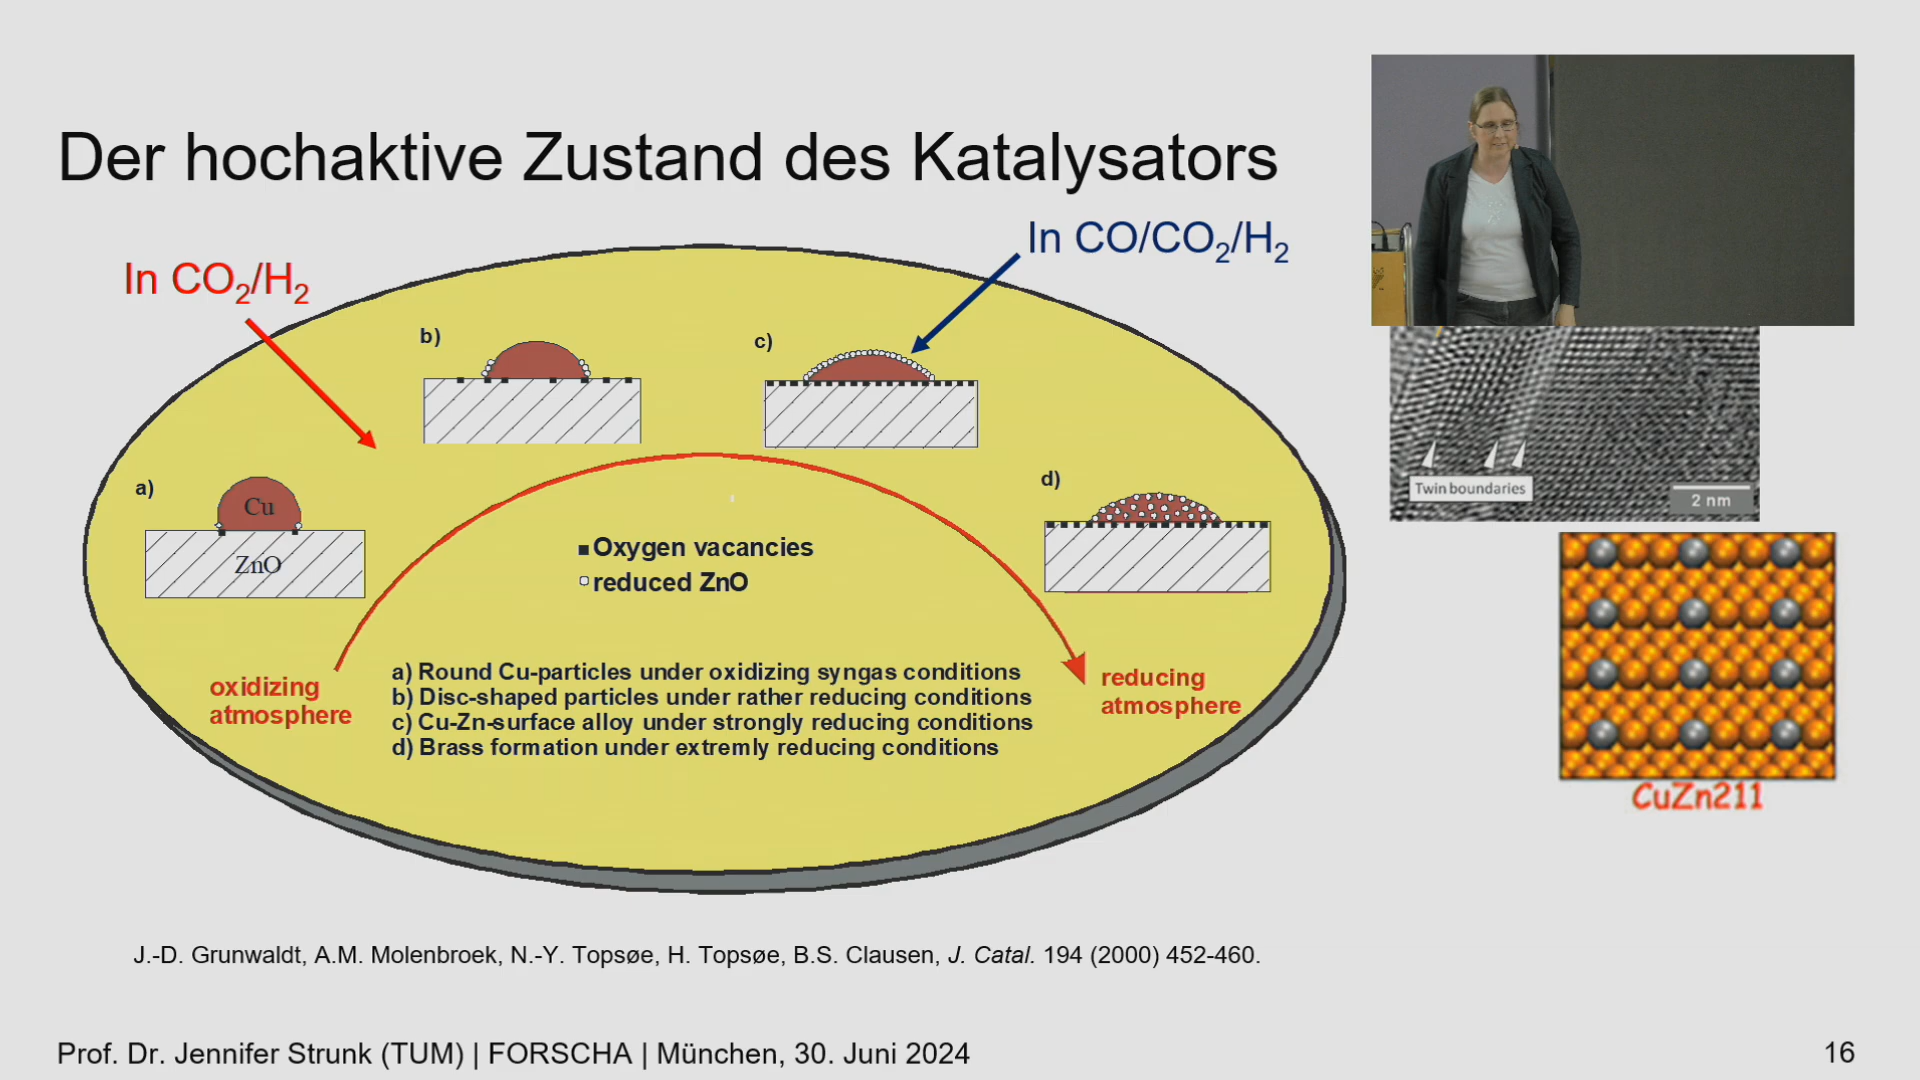 Der hochaktive Zustand des Katalysators
In CO2/H2
In CO/CO2/H2
b)
c)
a)
Cu
ZnO
d)
Oxygen vacancies
reduced ZnO
oxidizing
atmosphere
reducing
atmosphere
a) Round Cu-particles under oxidizing syngas conditions
b) Disc-shaped particles under rather reducing conditions
c) Cu-Zn-surface alloy under strongly reducing conditions
d) Brass formation under extremly reducing conditions
Twin boundaries
2 nm
CuZn211
J.-D. Grunwaldt, A.M. Molenbroek, N.-Y. Topsøe, H. Topsøe, B.S. Clausen, J. Catal. 194 (2000) 452-460.
Prof. Dr. Jennifer Strunk (TUM) | FORSCHA | München, 30. Juni 2024
16